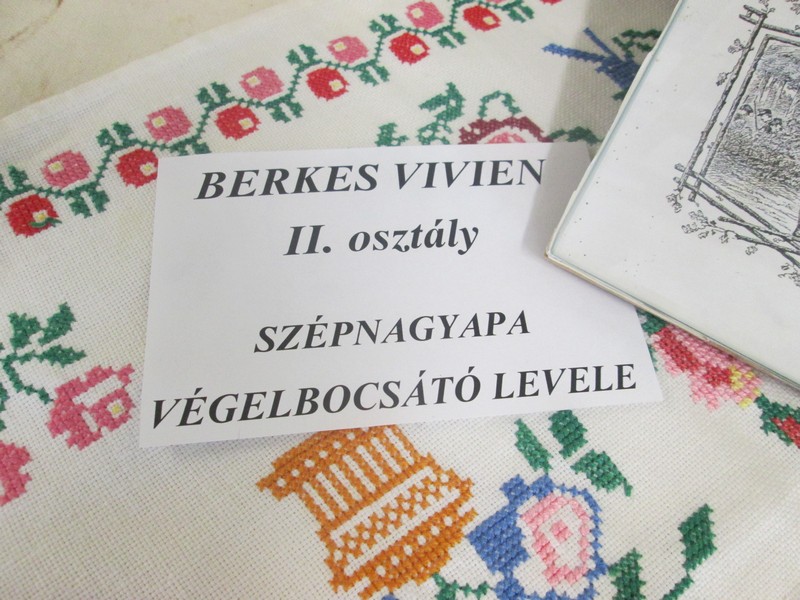 BERKES VIVIEN
II. osztály
SZÉPNAGYAPA
VÉGELBOCSÁTÓ LEVELE